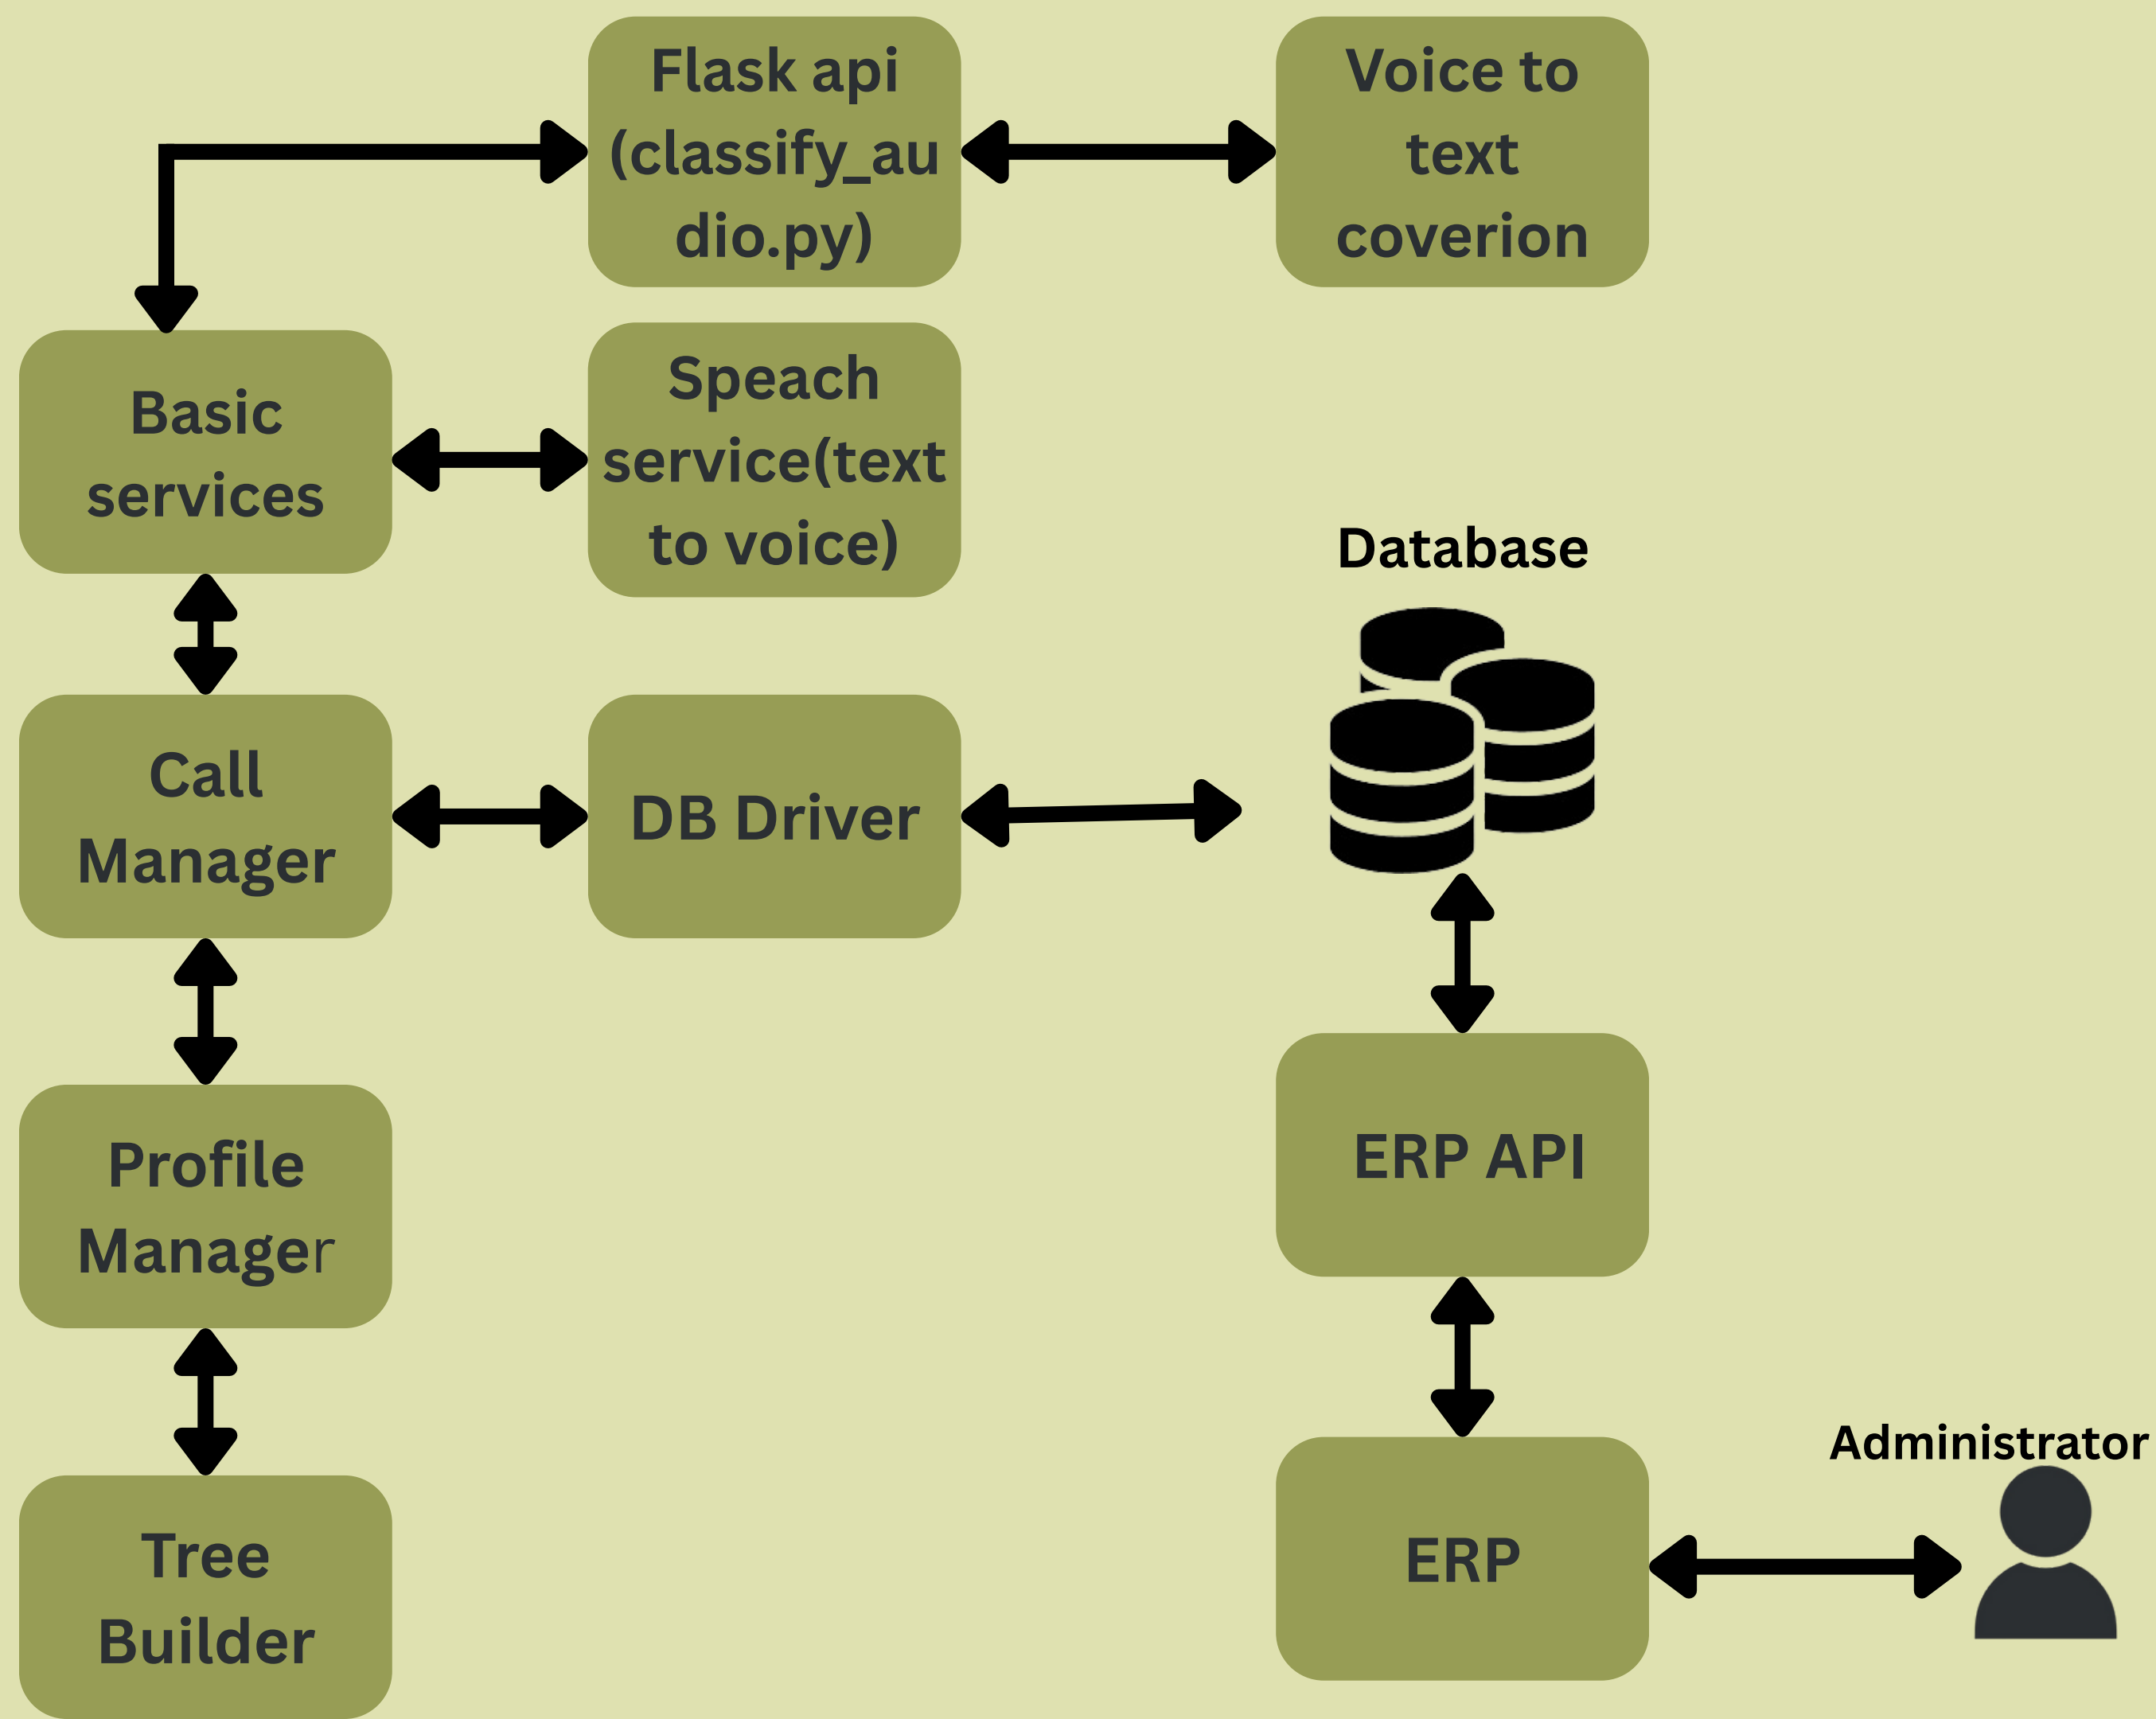 Flask api
(classify_au
dio.py)
Voice to
text
coverion
Basic
services
Speach
service(text
to voice)
Database
Call
Manager
DB Driver
Profile
Manager
ERP API
Administrator
Tree
Builder
ERP